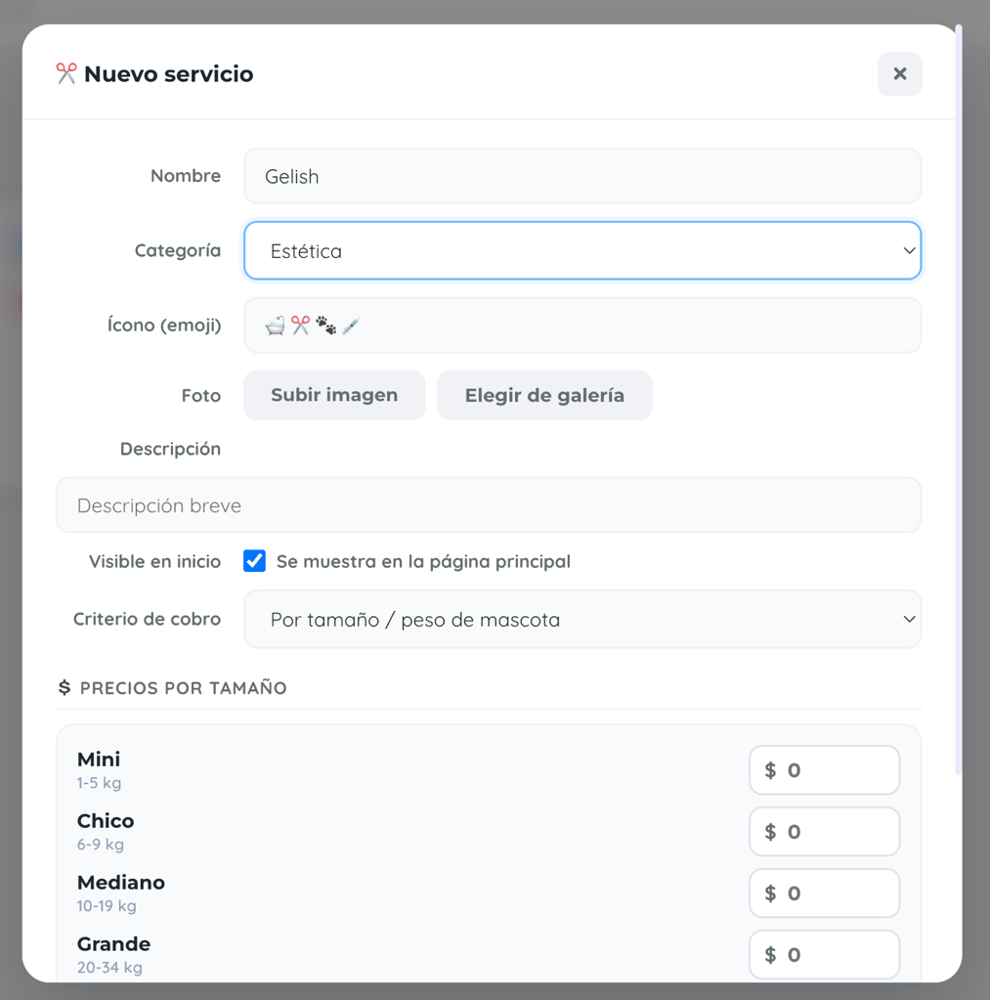 ✂️ Nuevo servicio
Nombre Gelish
Categoría Estética
Ícono (emoji) 🛁✂️🐾💉
Foto Subir imagen Elegir de galería
Descripción
Descripción breve
Visible en inicio Se muestra en la página principal
Criterio de cobro Por tamaño / peso de mascota
$ PRECIOS POR TAMAÑO
Mini
1-5 kg
$ 0
Chico
6-9 kg
$ 0
Mediano
10-19 kg
$ 0
Grande
20-34 kg
$ 0